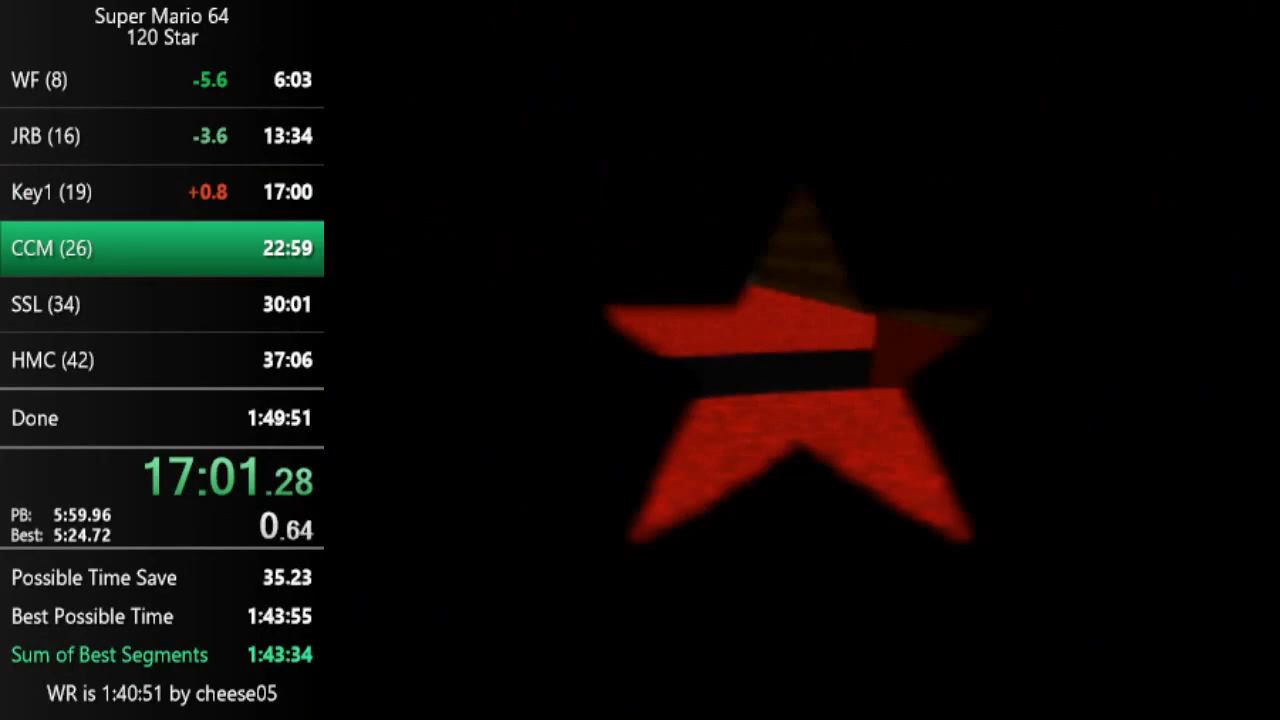 Super Mario 64
120 Star
WF (8) -5.6 6:03
JRB (16) -3.6 13:34
Key1 (19) +0.8 17:00
CCM (26) 22:59
SSL (34) 30:01
HMC (42) 37:06
Done 1:49:51
17:01.28
PB: 5:59.96
Best: 5:24.72
0.64
Possible Time Save 35.23
Best Possible Time 1:43:55
Sum of Best Segments 1:43:34
WR is 1:40:51 by cheese05